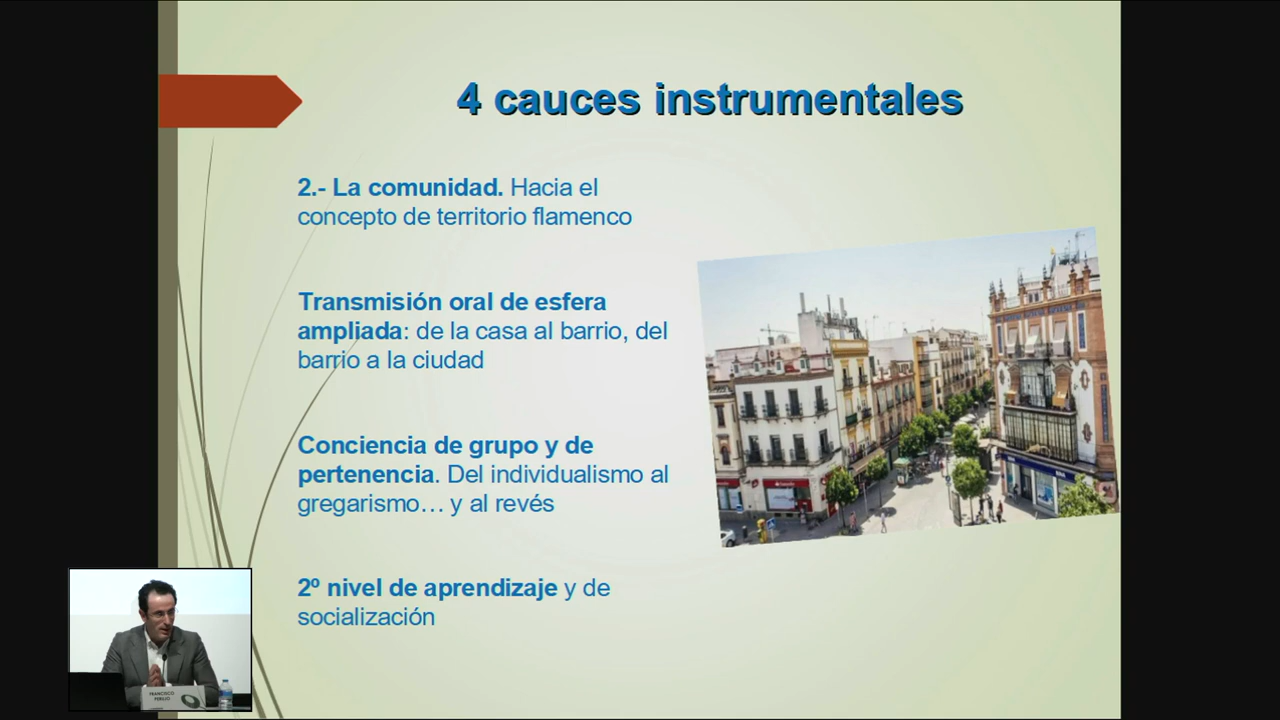 4 cauces instrumentales
2.- La comunidad. Hacia el
concepto de territorio flamenco
Transmisión oral de esfera
ampliada: de la casa al barrio, del
barrio a la ciudad
Conciencia de grupo y de
pertenencia. Del individualismo al
gregarismo… y al revés
2º nivel de aprendizaje y de
socialización
FRANCISCO
PERUJO